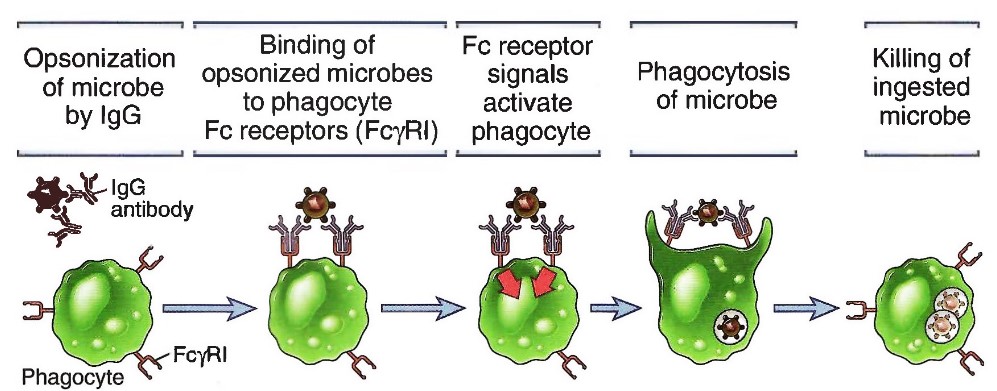 Opsonization
of microbe
by IgG
Binding of
opsonized microbes
to phagocyte
Fc receptors (FcγRI)
Fc receptor
signals
activate
phagocyte
Phagocytosis
of microbe
Killing of
ingested
microbe
IgG
antibody
FcγRI
Phagocyte